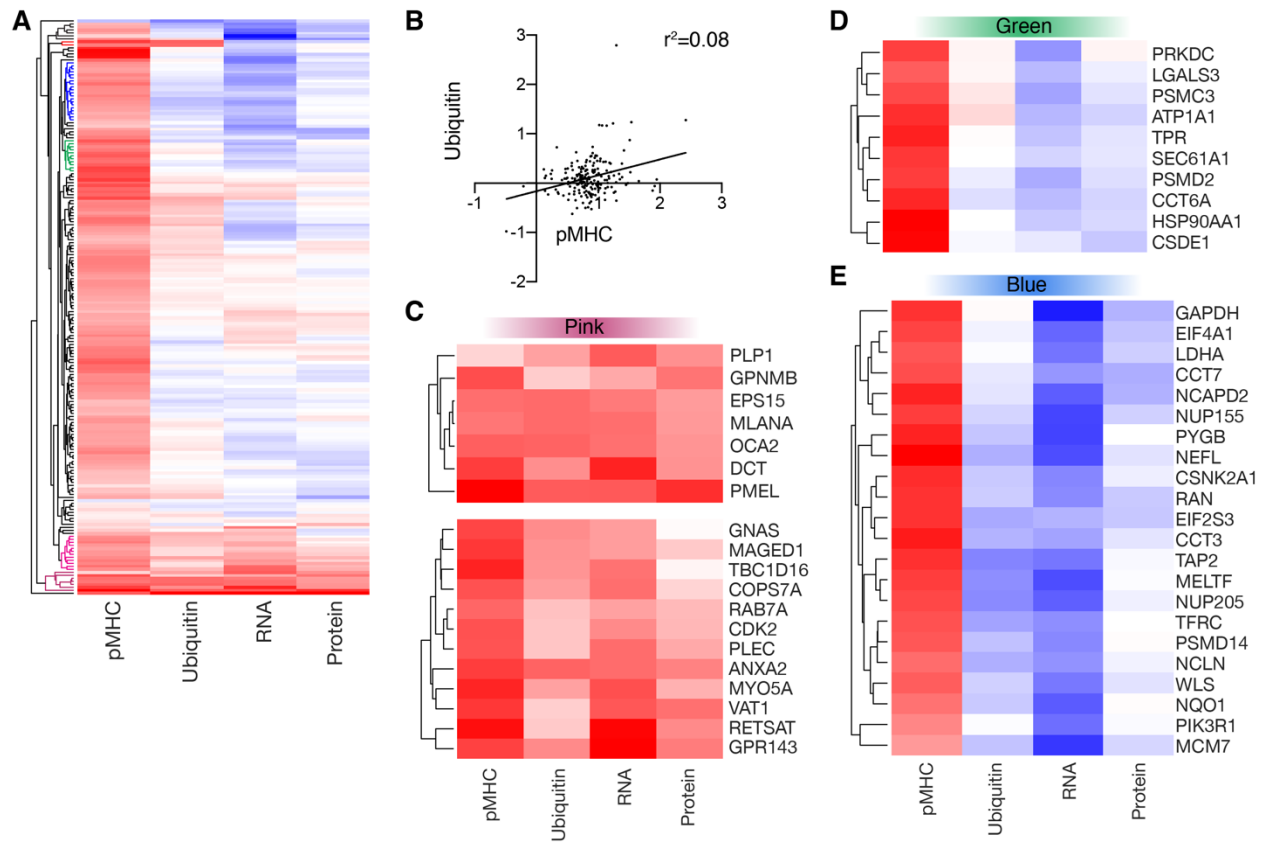 A
pMHC
Ubiquitin
RNA
Protein
B
r²=0.08
Ubiquitin
3
2
1
-1
-2
-1
1
2
3
pMHC
C
Pink
PLP1
GPNMB
EPS15
MLANA
OCA2
DCT
PMEL
GNAS
MAGED1
TBC1D16
COPS7A
RAB7A
CDK2
PLEC
ANXA2
MYO5A
VAT1
RETSAT
GPR143
pMHC
Ubiquitin
RNA
Protein
D
Green
PRKDC
LGALS3
PSMC3
ATP1A1
TPR
SEC61A1
PSMD2
CCT6A
HSP90AA1
CSDE1
E
Blue
GAPDH
EIF4A1
LDHA
CCT7
NCAPD2
NUP155
PYGB
NEFL
CSNK2A1
RAN
EIF2S3
CCT3
TAP2
MELTF
NUP205
TFRC
PSMD14
NCLN
WLS
NQO1
PIK3R1
MCM7
pMHC
Ubiquitin
RNA
Protein